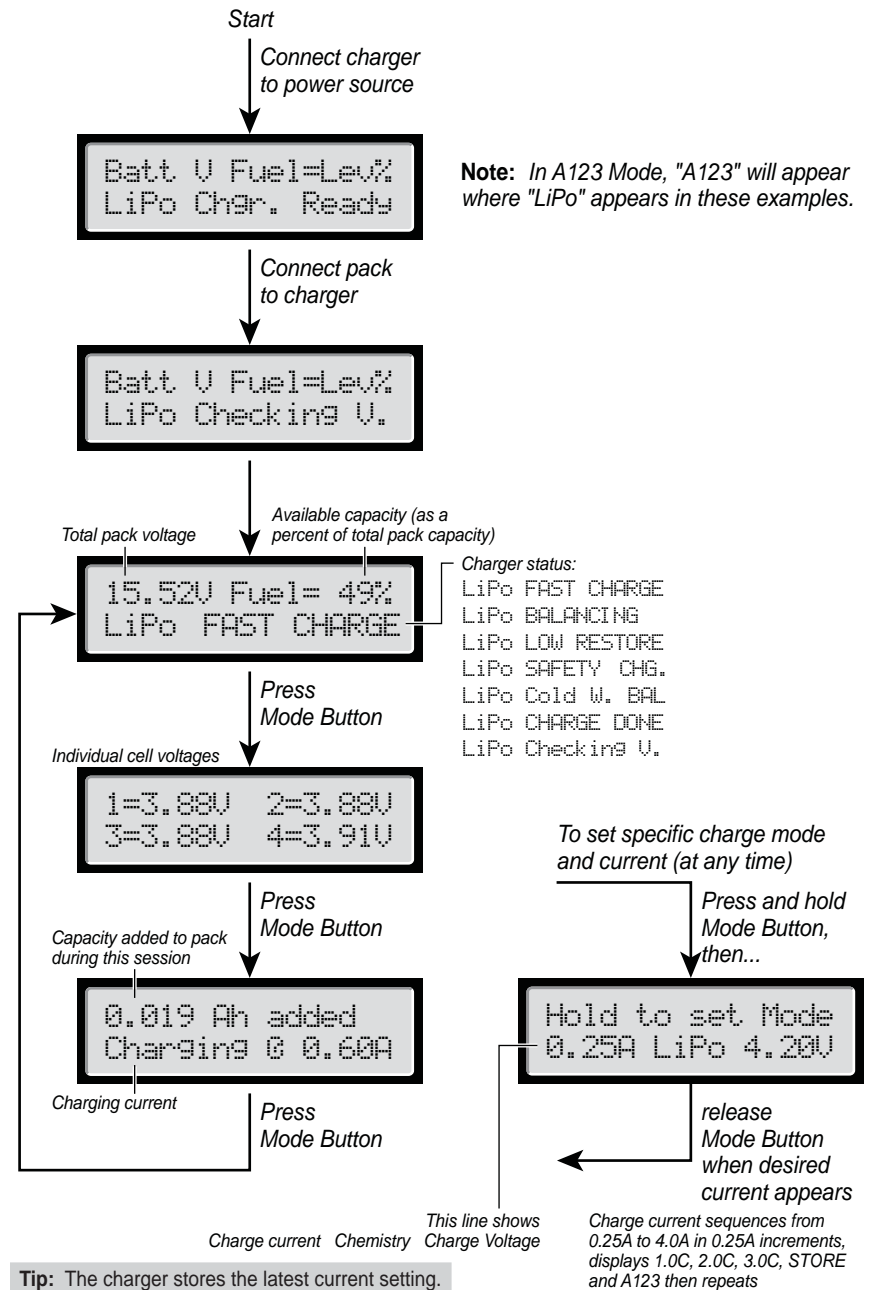 Start
Connect charger
to power source
Batt V Fuel=Lev%
LiPo Chgr. Ready
Note: In A123 Mode, "A123" will appear
where "LiPo" appears in these examples.
Connect pack
to charger
Batt V Fuel=Lev%
LiPo Checking V.
Total pack voltage
Available capacity (as a
percent of total pack capacity)
15.52V Fuel= 49%
LiPo FAST CHARGE
Charger status:
LiPo FAST CHARGE
LiPo BALANCING
LiPo LOW RESTORE
LiPo SAFETY CHG.
LiPo Cold W. BAL
LiPo CHARGE DONE
LiPo Checking V.
Press
Mode Button
Individual cell voltages
1=3.88V 2=3.88V
3=3.88V 4=3.91V
Press
Mode Button
Capacity added to pack
during this session
0.019 Ah added
Charging @ 0.60A
Charging current
Press
Mode Button
To set specific charge mode
and current (at any time)
Press and hold
Mode Button,
then...
Hold to set Mode
0.25A LiPo 4.20V
release
Mode Button
when desired
current appears
This line shows
Charge current Chemistry Charge Voltage
Charge current sequences from
0.25A to 4.0A in 0.25A increments,
displays 1.0C, 2.0C, 3.0C, STORE
and A123 then repeats
Tip: The charger stores the latest current setting.